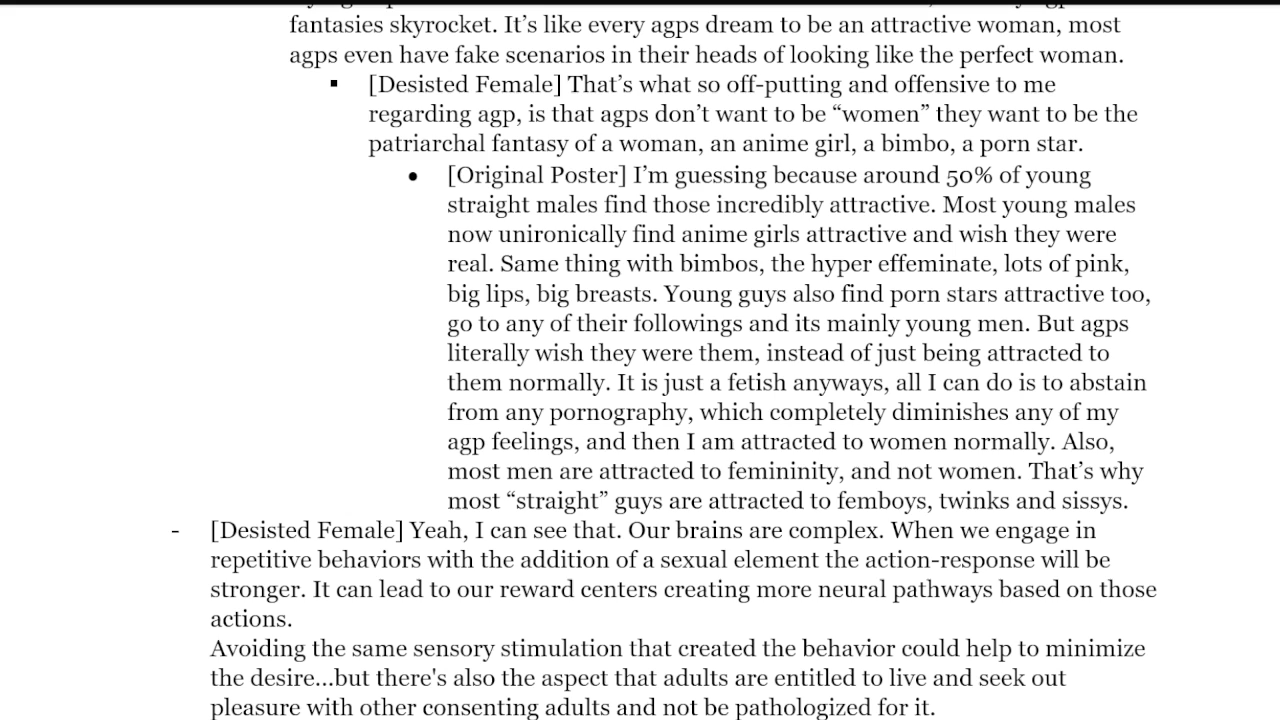 fantasies skyrocket. It’s like every agps dream to be an attractive woman, most
agps even have fake scenarios in their heads of looking like the perfect woman.
▪ [Desisted Female] That’s what so off-putting and offensive to me
regarding agp, is that agps don’t want to be “women” they want to be the
patriarchal fantasy of a woman, an anime girl, a bimbo, a porn star.
● [Original Poster] I’m guessing because around 50% of young
straight males find those incredibly attractive. Most young males
now unironically find anime girls attractive and wish they were
real. Same thing with bimbos, the hyper effeminate, lots of pink,
big lips, big breasts. Young guys also find porn stars attractive too,
go to any of their followings and its mainly young men. But agps
literally wish they were them, instead of just being attracted to
them normally. It is just a fetish anyways, all I can do is to abstain
from any pornography, which completely diminishes any of my
agp feelings, and then I am attracted to women normally. Also,
most men are attracted to femininity, and not women. That’s why
most “straight” guys are attracted to femboys, twinks and sissys.
- [Desisted Female] Yeah, I can see that. Our brains are complex. When we engage in
repetitive behaviors with the addition of a sexual element the action-response will be
stronger. It can lead to our reward centers creating more neural pathways based on those
actions.
Avoiding the same sensory stimulation that created the behavior could help to minimize
the desire...but there's also the aspect that adults are entitled to live and seek out
pleasure with other consenting adults and not be pathologized for it.